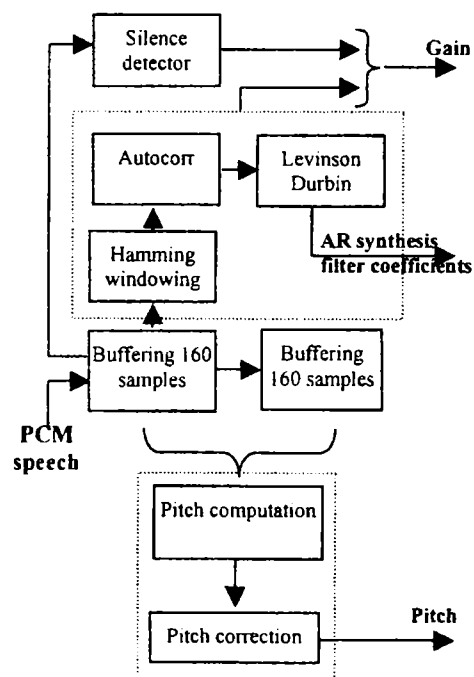 Silence
detector
Gain
Autocorr
Levinson
Durbin
AR synthesis
filter coefficients
Hamming
windowing
Buffering 160
samples
Buffering
160 samples
PCM
speech
Pitch computation
Pitch correction
Pitch